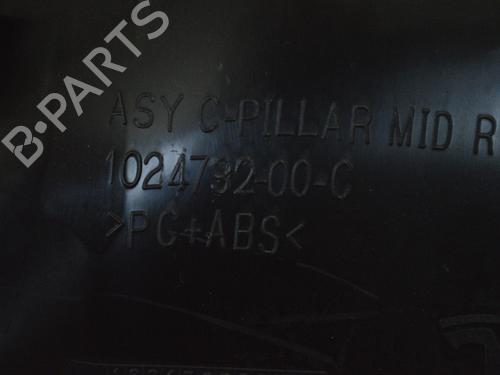 B-PARTS
ASY C-PILLAR MID R
1024732-00-C
>PC+ABS<